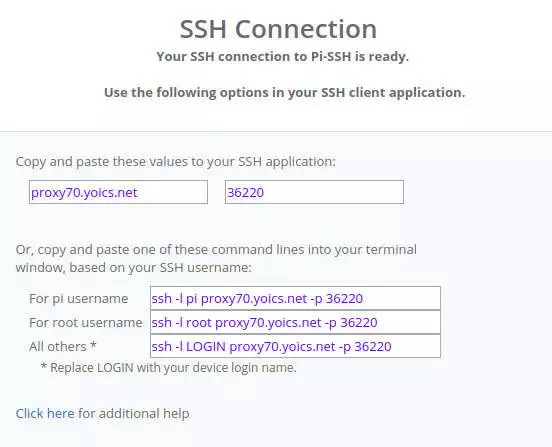 SSH Connection
Your SSH connection to Pi-SSH is ready.
Use the following options in your SSH client application.
Copy and paste these values to your SSH application:
proxy70.yoics.net 36220
Or, copy and paste one of these command lines into your terminal
window, based on your SSH username:
For pi username ssh -l pi proxy70.yoics.net -p 36220
For root username ssh -l root proxy70.yoics.net -p 36220
All others * ssh -l LOGIN proxy70.yoics.net -p 36220
* Replace LOGIN with your device login name.
Click here for additional help